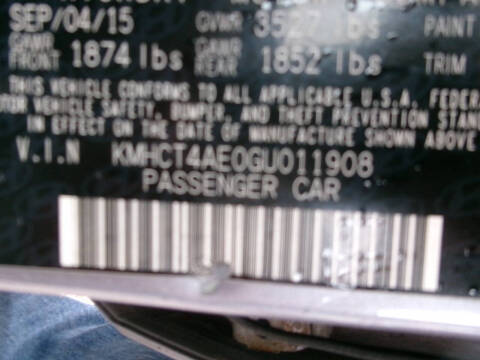 SEP/04/15 GVWR 3527 lbs PAINT
GAWR GAWR
FRONT 1874 lbs REAR 1852 lbs TRIM
THIS VEHICLE CONFORMS TO ALL APPLICABLE U.S.A. FEDER
MOTOR VEHICLE SAFETY, BUMPER, AND THEFT PREVENTION STA
IN EFFECT ON THE DATE OF MANUFACTURE SHOWN ABOVE.
V.I.N KMHCT4AE0GU011908
PASSENGER CAR